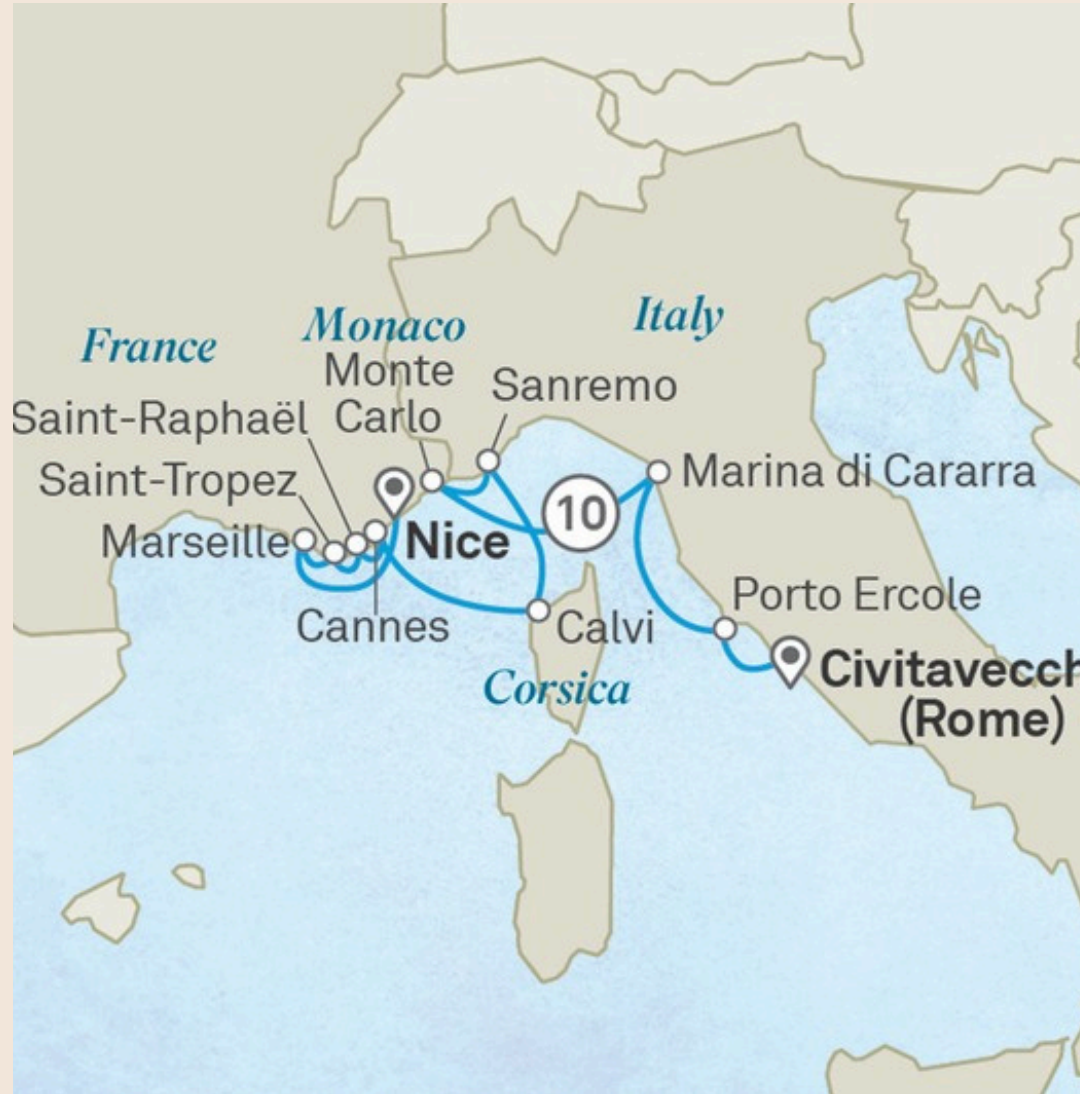 France
Monaco
Italy
Monte
Carlo
Sanremo
Saint-Raphaël
Saint-Tropez
Marseille
Nice
Cannes
10
Marina di Cararra
Calvi
Corsica
Porto Ercole
Civitavecch
(Rome)